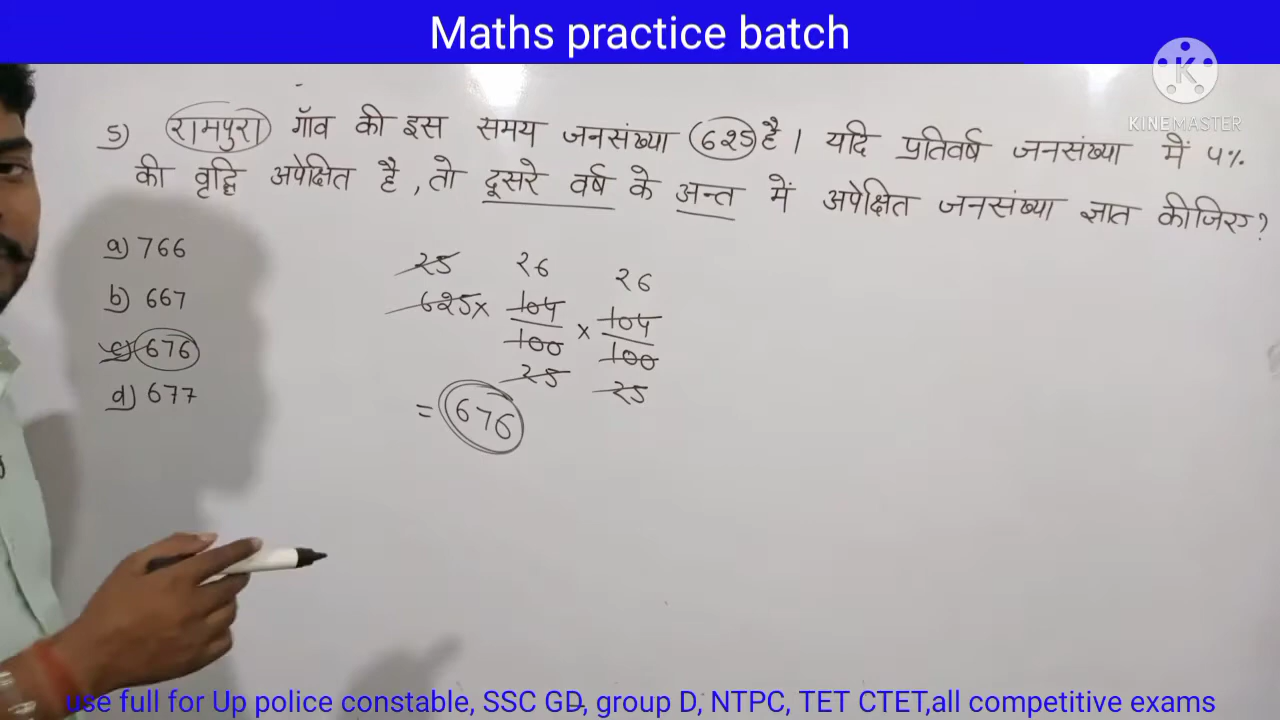 Maths practice batch
KINEMASTER
5) रामपुरा गाँव की इस समय जनसंख्या 625 है। यदि प्रतिवर्ष जनसंख्या में 4%
की वृद्धि अपेक्षित है, तो दूसरे वर्ष के अन्त में अपेक्षित जनसंख्या ज्ञात कीजिए?
a) 766
b) 667
c) 676
d) 677
25 26 26
625 × 104/100 × 104/100
25 25
= 676
use full for Up police constable, SSC GD, group D, NTPC, TET CTET,all competitive exams